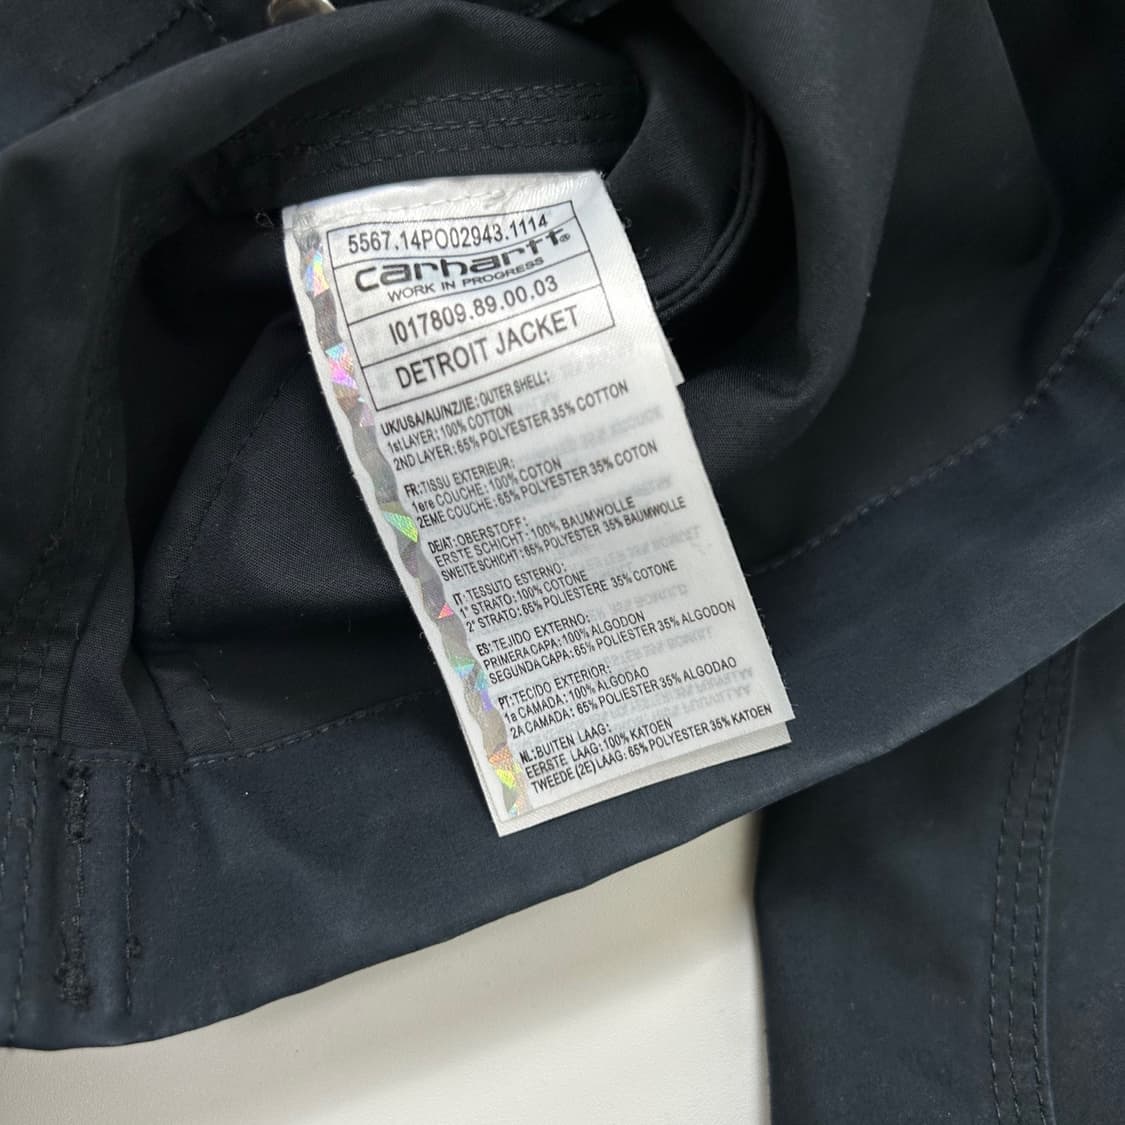 5567.14PO02943.1114
carhartt®
WORK IN PROGRESS
I017809.89.00.03
DETROIT JACKET
UK/USA/AU/NZ/IE: OUTER SHELL:
1st LAYER: 100% COTTON
2ND LAYER: 65% POLYESTER 35% COTTON
FR: TISSU EXTERIEUR:
1ere COUCHE: 100% COTON
2EME COUCHE: 65% POLYESTER 35% COTON
DE/AT: OBERSTOFF:
ERSTE SCHICHT: 100% BAUMWOLLE
SWEITE SCHICHT: 65% POLYESTER 35% BAUMWOLLE
IT: TESSUTO ESTERNO:
1° STRATO: 100% COTONE
2° STRATO: 65% POLIESTERE 35% COTONE
ES: TEJIDO EXTERNO:
PRIMERA CAPA: 100% ALGODON
SEGUNDA CAPA: 65% POLIESTER 35% ALGODON
PT: TECIDO EXTERIOR:
1a CAMADA: 100% ALGODAO
2A CAMADA: 65% POLIESTER 35% ALGODAO
NL: BUITEN LAAG:
EERSTE LAAG: 100% KATOEN
TWEEDE (2E) LAAG: 65% POLYESTER 35% KATOEN